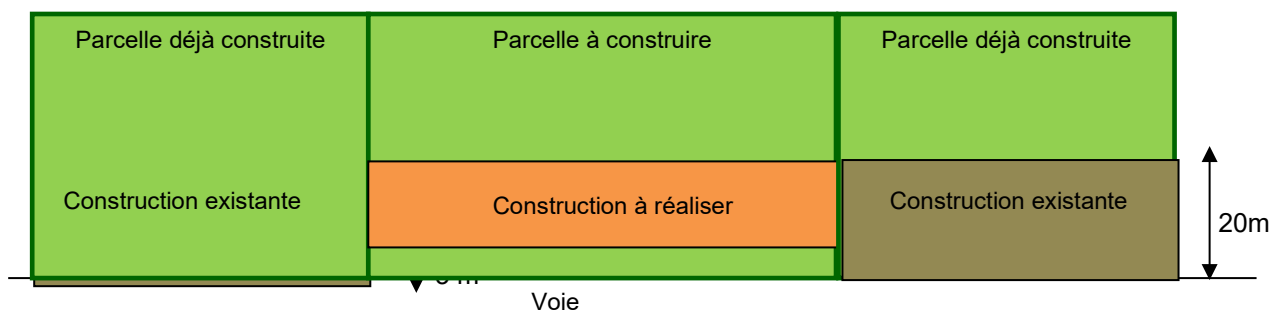 Parcelle déjà construite
Parcelle à construire
Parcelle déjà construite
Construction existante
Construction à réaliser
Construction existante
20m
Voie